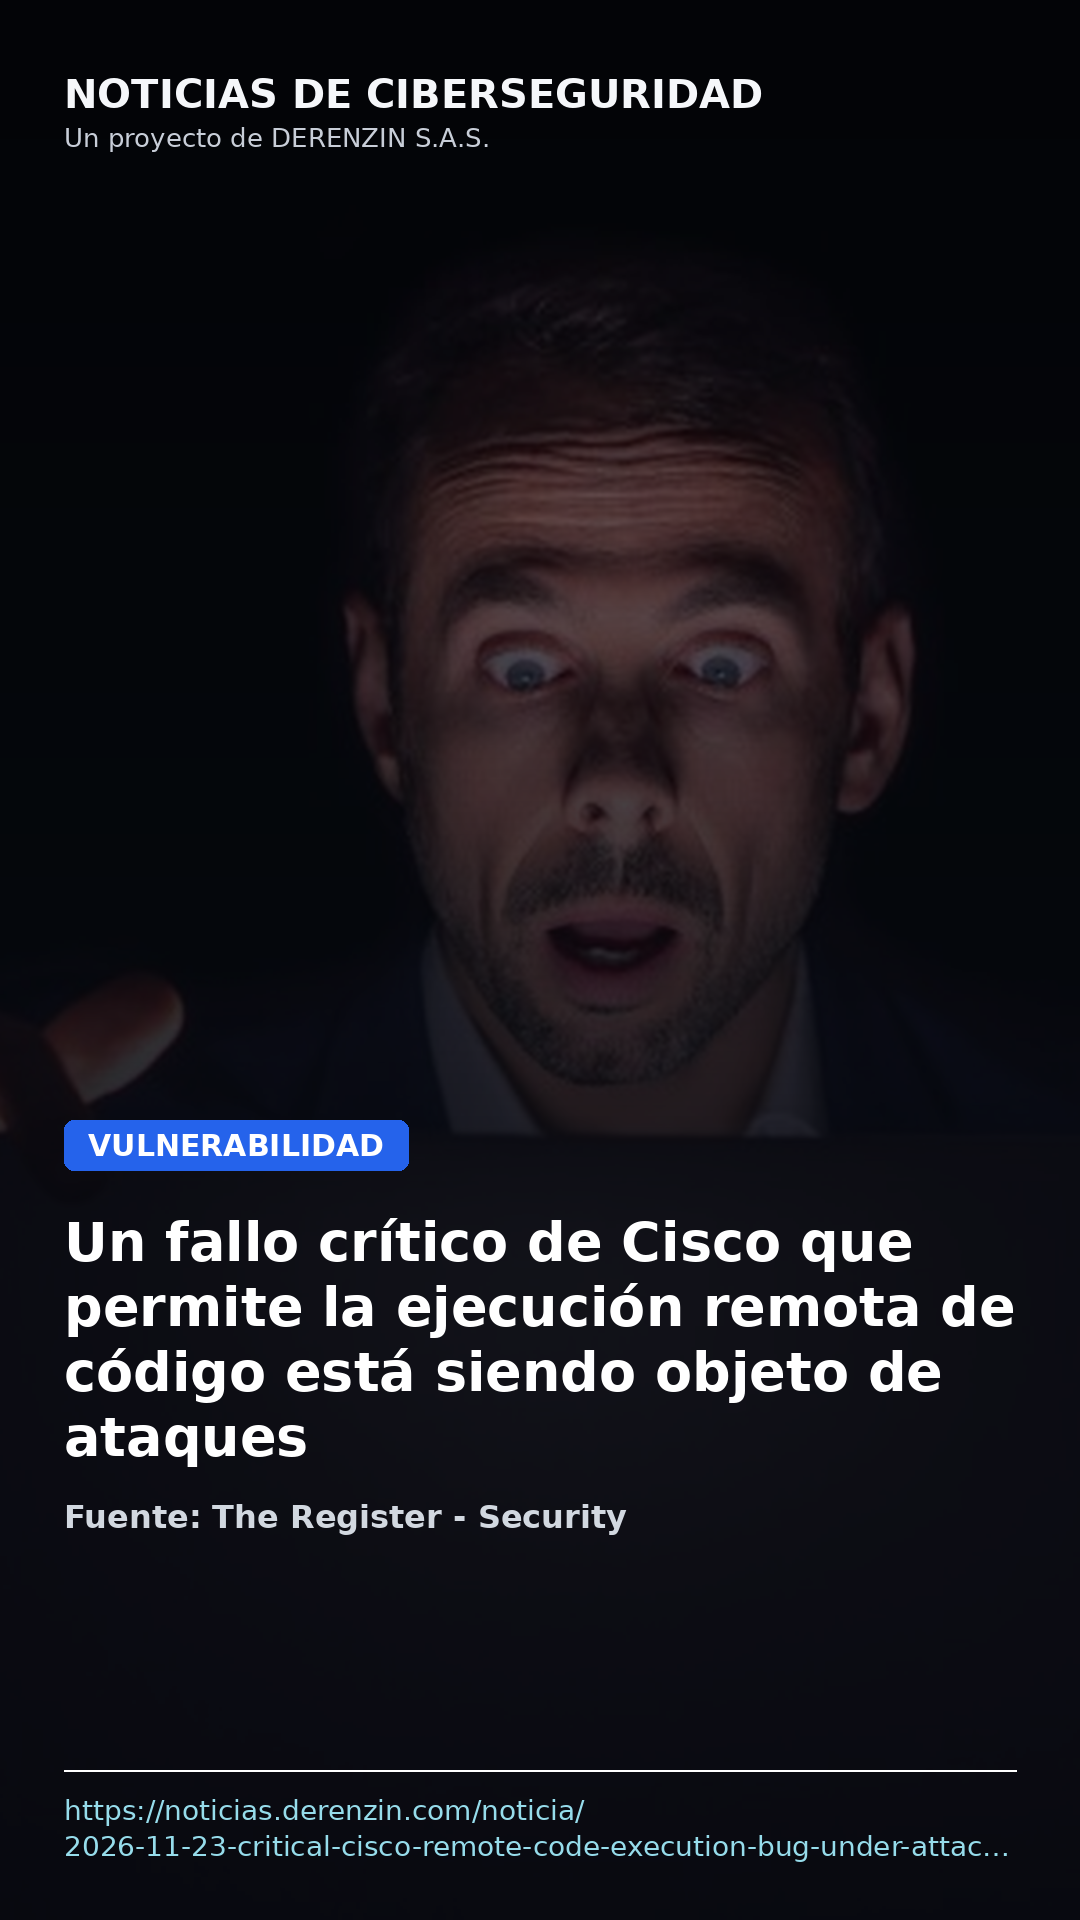 NOTICIAS DE CIBERSEGURIDAD
Un proyecto de DERENZIN S.A.S.
VULNERABILIDAD
Un fallo crítico de Cisco que
permite la ejecución remota de
código está siendo objeto de
ataques
Fuente: The Register - Security
https://noticias.derenzin.com/noticia/
2026-11-23-critical-cisco-remote-code-execution-bug-under-attac...